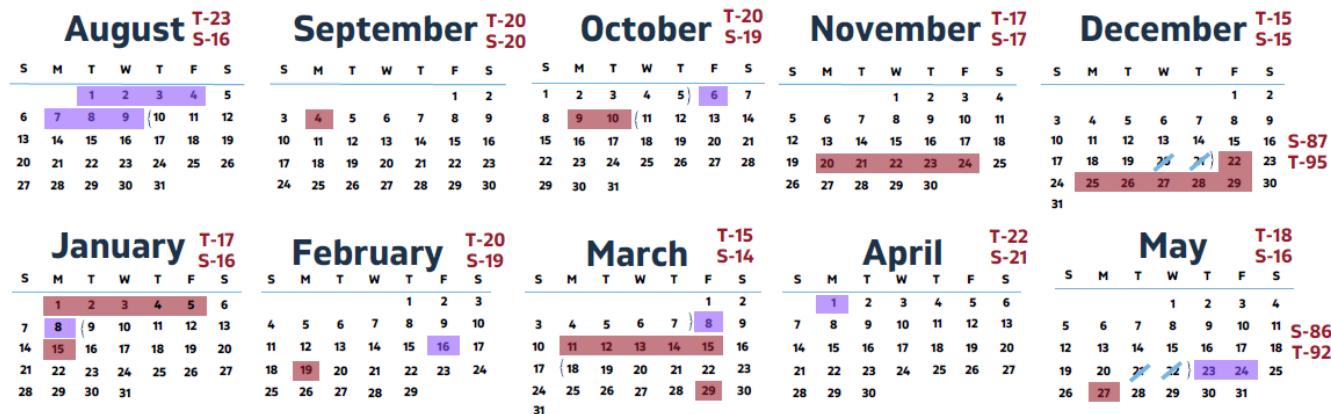 August T-23
S-16
S M T W T F S
1 2 3 4 5
6 7 8 9 (10 11 12
13 14 15 16 17 18 19
20 21 22 23 24 25 26
27 28 29 30 31
September T-20
S-20
S M T W T F S
1 2
3 4 5 6 7 8 9
10 11 12 13 14 15 16
17 18 19 20 21 22 23
24 25 26 27 28 29 30
October T-20
S-19
S M T W T F S
1 2 3 4 5) 6 7
8 9 10 (11 12 13 14
15 16 17 18 19 20 21
22 23 24 25 26 27 28
29 30 31
November T-17
S-17
S M T W T F S
1 2 3 4
5 6 7 8 9 10 11
12 13 14 15 16 17 18
19 20 21 22 23 24 25
26 27 28 29 30
December T-15
S-15
S M T W T F S
1 2
3 4 5 6 7 8 9
10 11 12 13 14 15 16
17 18 19 20 21) 22 23
24 25 26 27 28 29 30
31
S-87
T-95
January T-17
S-16
S M T W T F S
1 2 3 4 5 6
7 8 (9 10 11 12 13
14 15 16 17 18 19 20
21 22 23 24 25 26 27
28 29 30 31
February T-20
S-19
S M T W T F S
1 2 3
4 5 6 7 8 9 10
11 12 13 14 15 16 17
18 19 20 21 22 23 24
25 26 27 28 29
March T-15
S-14
S M T W T F S
1 2
3 4 5 6 7) 8 9
10 11 12 13 14 15 16
17 (18 19 20 21 22 23
24 25 26 27 28 29 30
31
April T-22
S-21
S M T W T F S
1 2 3 4 5 6
7 8 9 10 11 12 13
14 15 16 17 18 19 20
21 22 23 24 25 26 27
28 29 30
May T-18
S-16
S M T W T F S
1 2 3 4
5 6 7 8 9 10 11
12 13 14 15 16 17 18
19 20 21 22) 23 24 25
26 27 28 29 30 31
S-86
T-92